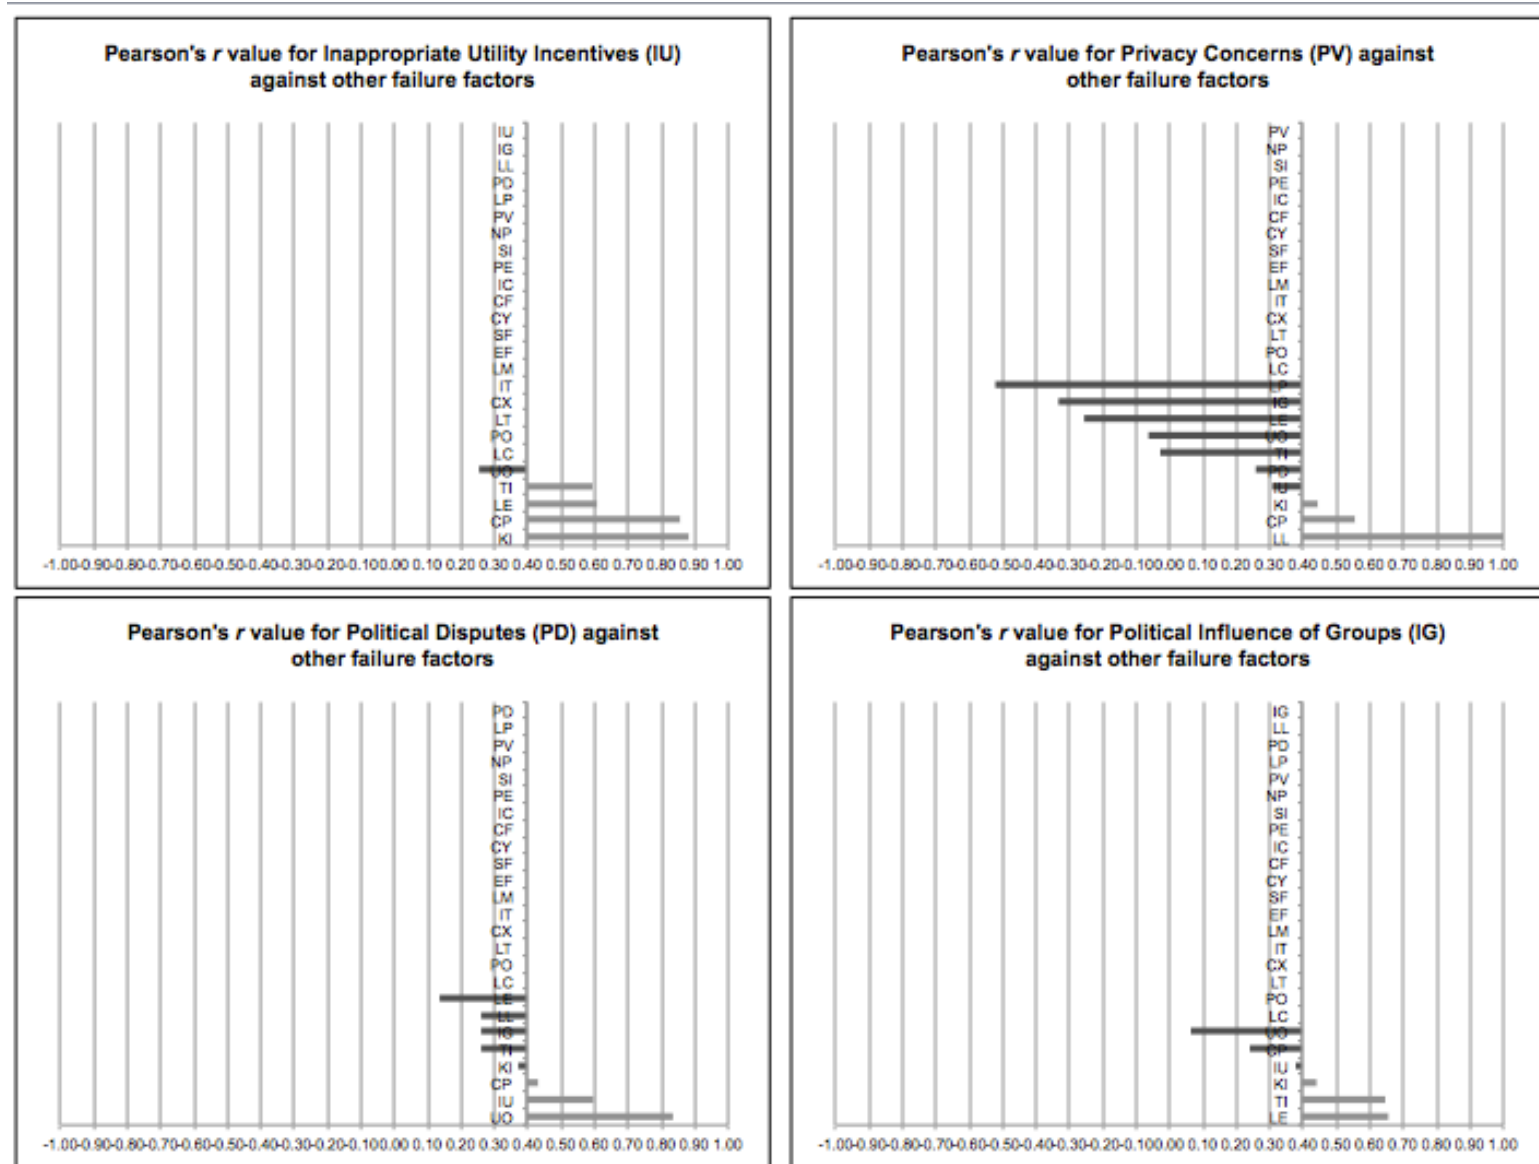 Pearson's r value for Inappropriate Utility Incentives (IU)
against other failure factors
IU
IG
LL
PD
LP
PV
NP
SI
PE
IC
CF
CY
SF
EF
LM
IT
CX
LT
PO
LC
UO
TI
LE
CP
KI
-1.00-0.90-0.80-0.70-0.60-0.50-0.40-0.30-0.20-0.100.00 0.10 0.20 0.30 0.40 0.50 0.60 0.70 0.80 0.90 1.00
Pearson's r value for Privacy Concerns (PV) against
other failure factors
PV
NP
SI
PE
IC
CF
CY
SF
EF
LM
IT
CX
LT
PO
LC
LP
IG
LE
UO
TI
PD
IU
KI
CP
LL
-1.00-0.90-0.80-0.70-0.60-0.50-0.40-0.30-0.20-0.100.00 0.10 0.20 0.30 0.40 0.50 0.60 0.70 0.80 0.90 1.00
Pearson's r value for Political Disputes (PD) against
other failure factors
PD
LP
PV
NP
SI
PE
IC
CF
CY
SF
EF
LM
IT
CX
LT
PO
LC
LE
LL
IG
TI
KI
CP
IU
UO
-1.00-0.90-0.80-0.70-0.60-0.50-0.40-0.30-0.20-0.100.00 0.10 0.20 0.30 0.40 0.50 0.60 0.70 0.80 0.90 1.00
Pearson's r value for Political Influence of Groups (IG)
against other failure factors
IG
LL
PD
LP
PV
NP
SI
PE
IC
CF
CY
SF
EF
LM
IT
CX
LT
PO
LC
UO
CP
IU
KI
TI
LE
-1.00-0.90-0.80-0.70-0.60-0.50-0.40-0.30-0.20-0.100.00 0.10 0.20 0.30 0.40 0.50 0.60 0.70 0.80 0.90 1.00